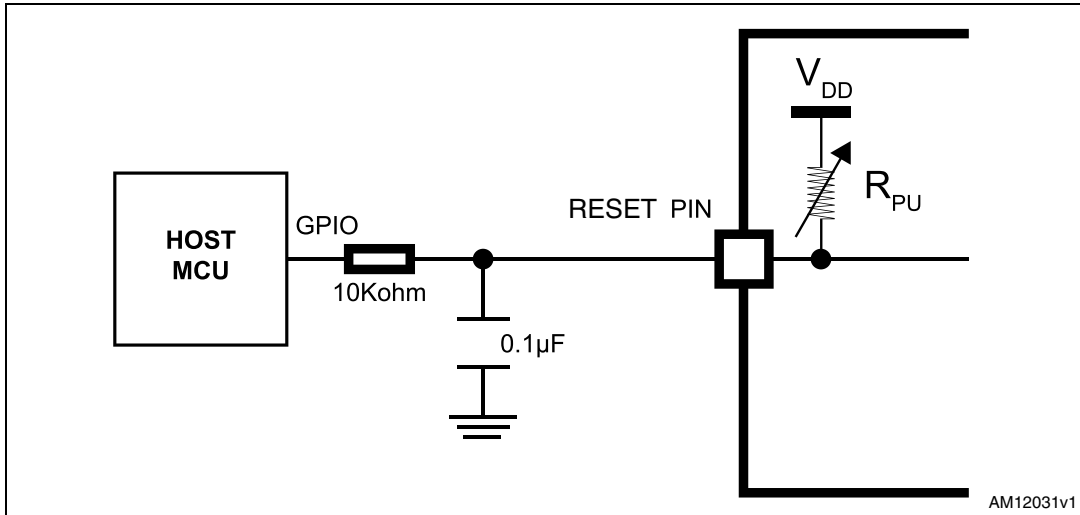 V DD
R PU
RESET PIN
GPIO
HOST
MCU
10Kohm
0.1µF
AM12031v1